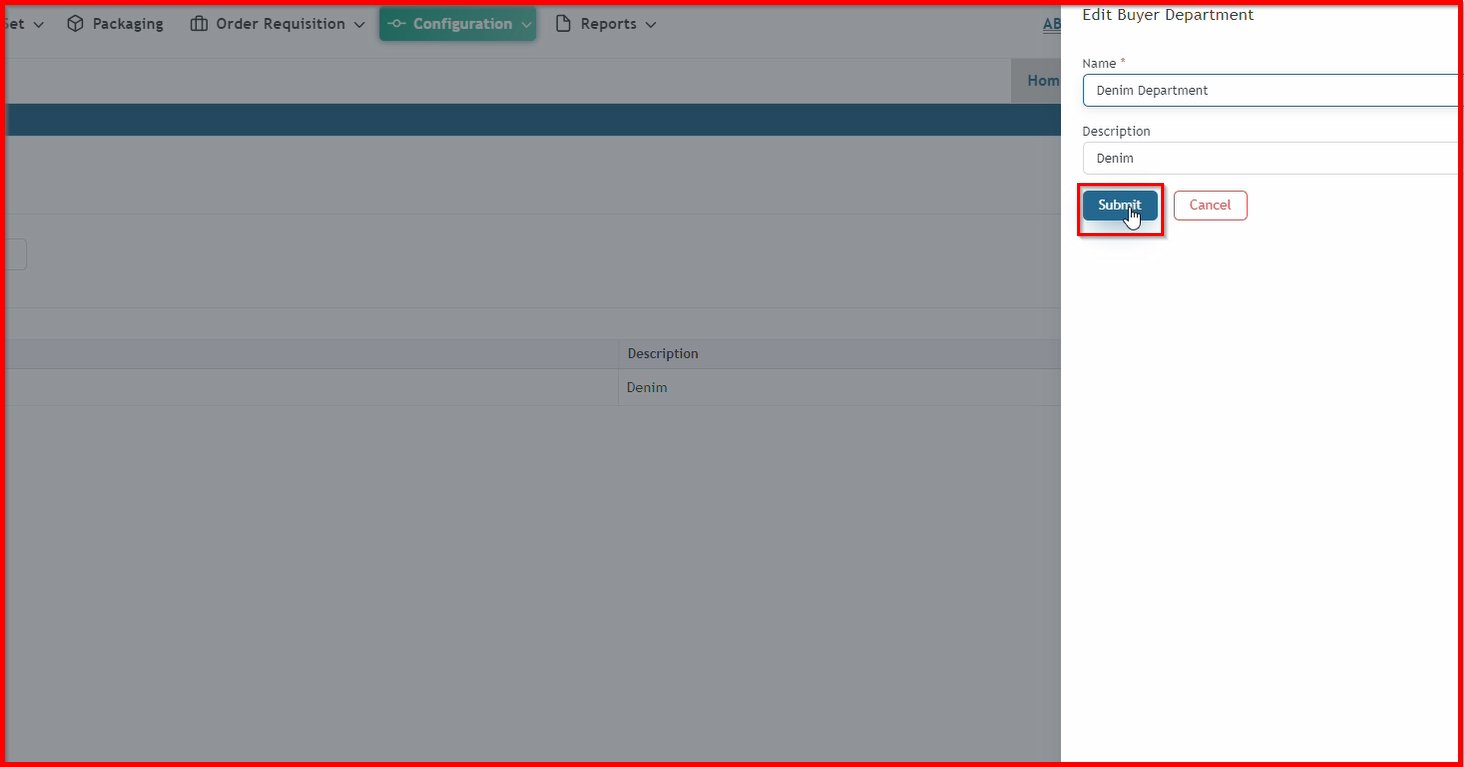 Set
Packaging
Order Requisition
Configuration
Reports
AB
Edit Buyer Department
Name *
Hom
Denim Department
Description
Denim
Submit
Cancel
Description
Denim